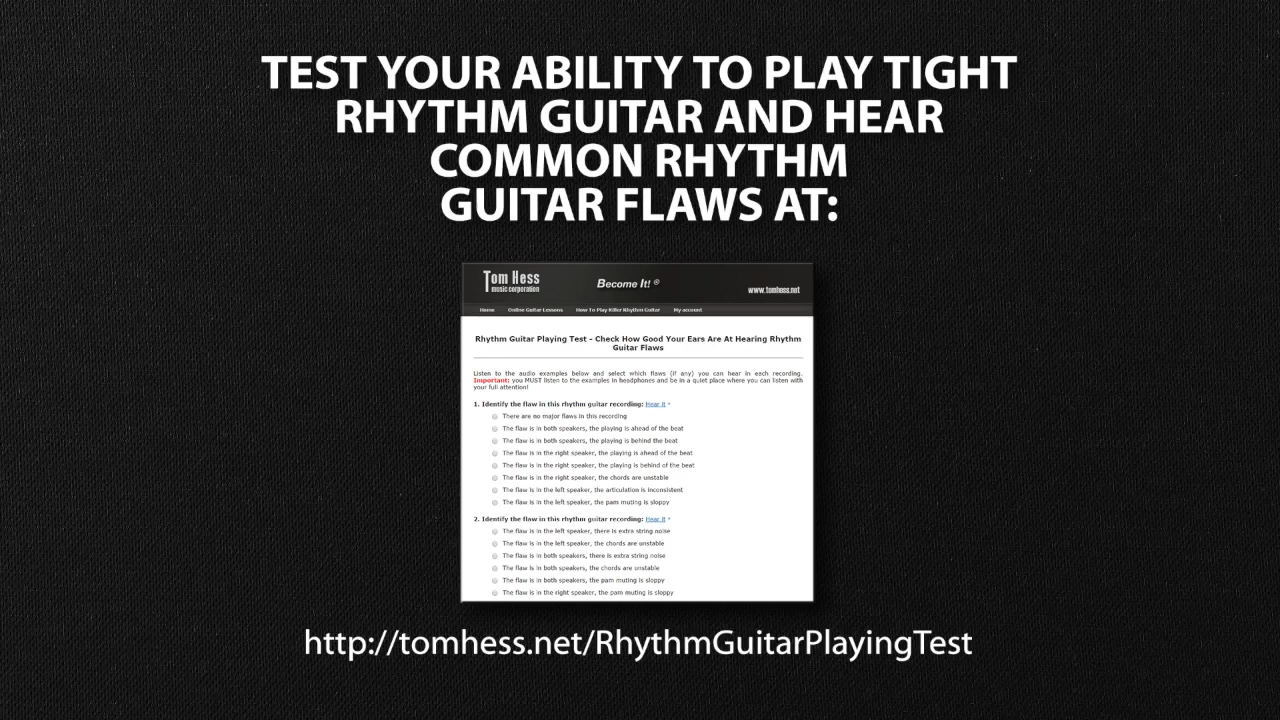 TEST YOUR ABILITY TO PLAY TIGHT
RHYTHM GUITAR AND HEAR
COMMON RHYTHM
GUITAR FLAWS AT:
Tom Hess
music corporation
Become It! ®
www.tomhess.net
Home Online Guitar Lessons How To Play Killer Rhythm Guitar My account
Rhythm Guitar Playing Test - Check How Good Your Ears Are At Hearing Rhythm
Guitar Flaws
Listen to the audio examples below and select which flaws (if any) you can hear in each recording.
Important: you MUST listen to the examples in headphones and be in a quiet place where you can listen with
your full attention!
1. Identify the flaw in this rhythm guitar recording: Hear it *
There are no major flaws in this recording
The flaw is in both speakers, the playing is ahead of the beat
The flaw is in both speakers, the playing is behind the beat
The flaw is in the right speaker, the playing is ahead of the beat
The flaw is in the right speaker, the playing is behind of the beat
The flaw is in the right speaker, the chords are unstable
The flaw is in the left speaker, the articulation is inconsistent
The flaw is in the left speaker, the pam muting is sloppy
2. Identify the flaw in this rhythm guitar recording: Hear it *
The flaw is in the left speaker, there is extra string noise
The flaw is in the left speaker, the chords are unstable
The flaw is in both speakers, there is extra string noise
The flaw is in both speakers, the chords are unstable
The flaw is in both speakers, the pam muting is sloppy
The flaw is in the right speaker, the pam muting is sloppy
http://tomhess.net/RhythmGuitarPlayingTest